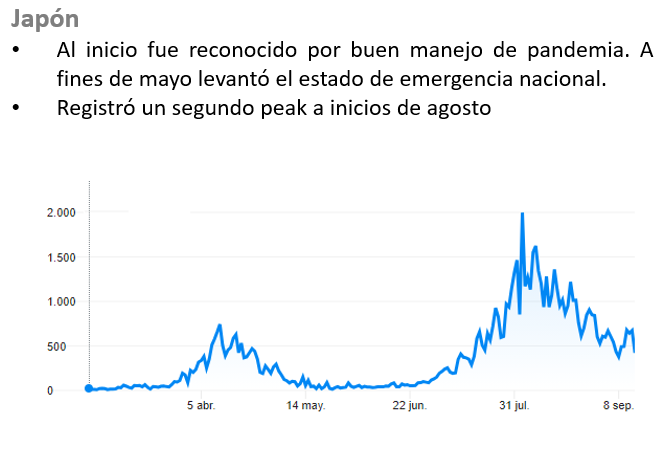 Japón
• Al inicio fue reconocido por buen manejo de pandemia. A
fines de mayo levantó el estado de emergencia nacional.
• Registró un segundo peak a inicios de agosto
2.000
1.500
1.000
500
0
5 abr. 14 may. 22 jun. 31 jul. 8 sep.